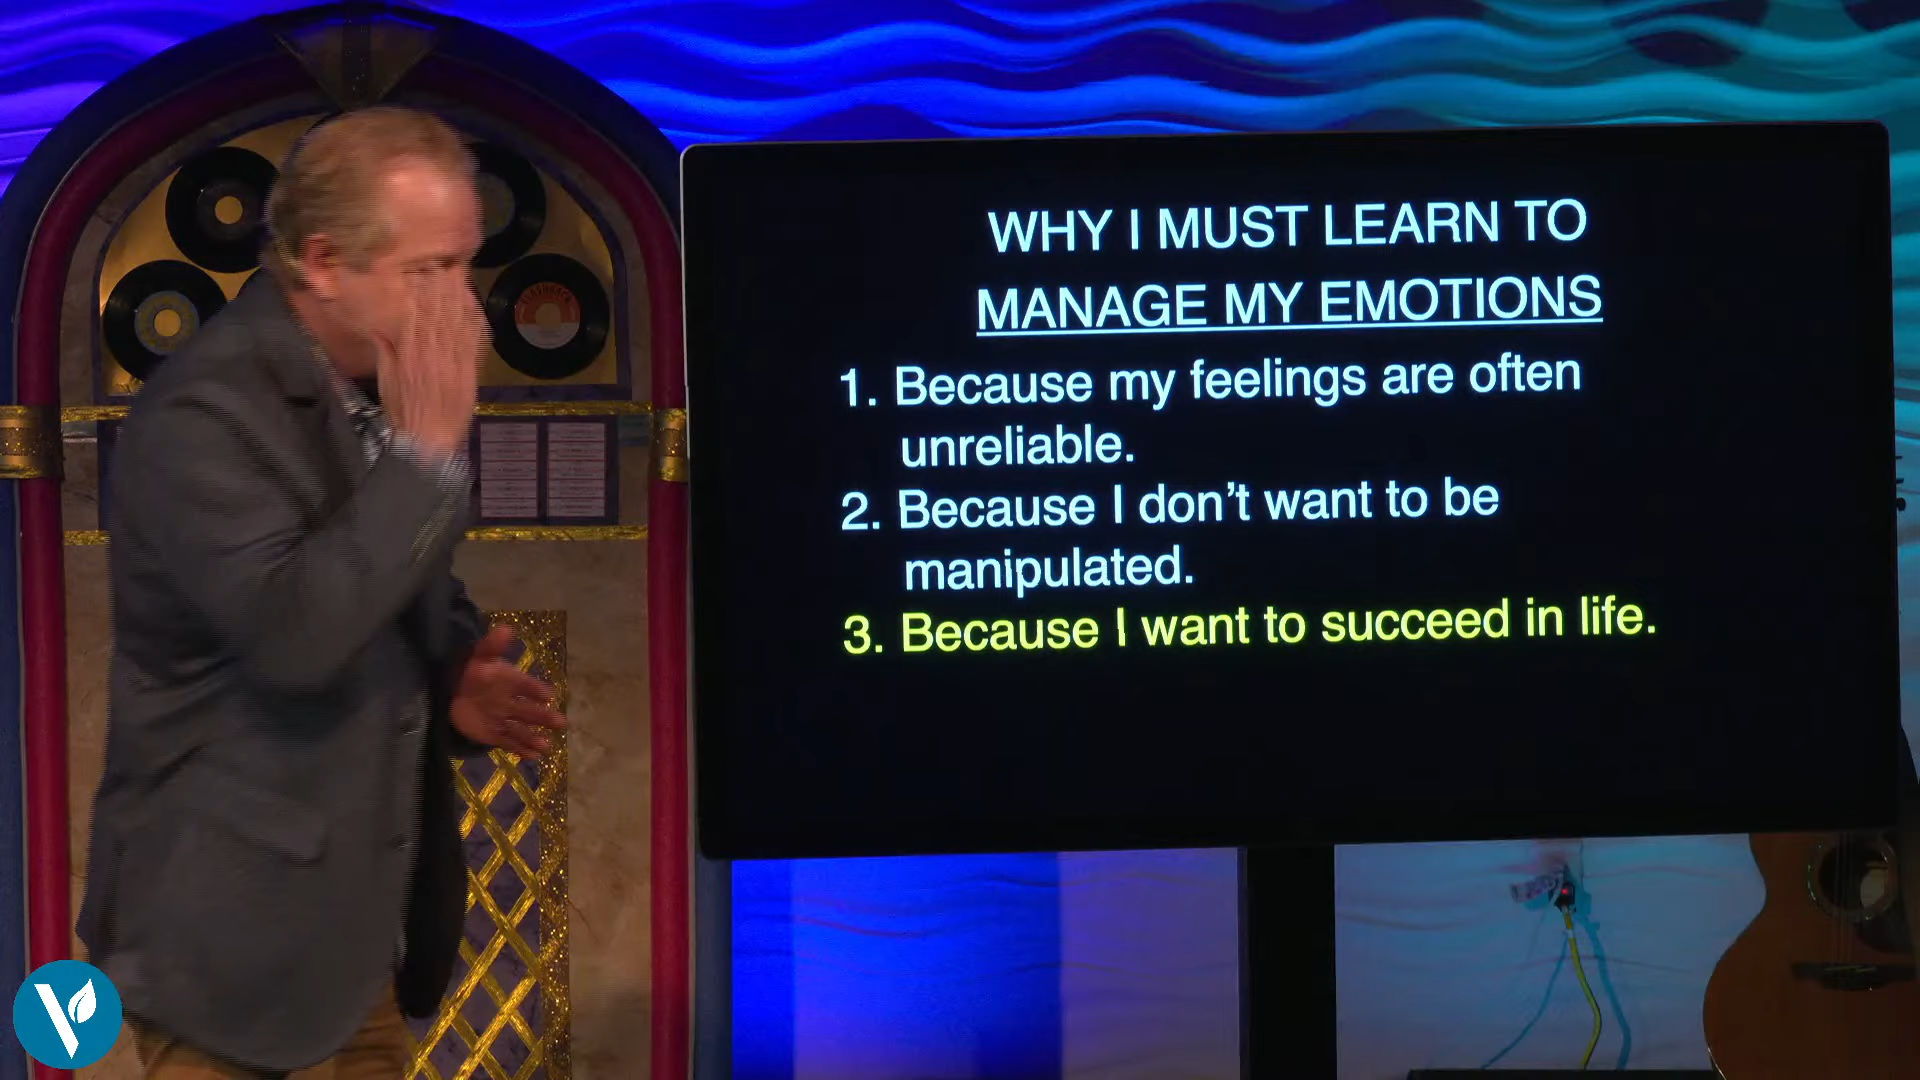 WHY I MUST LEARN TO
MANAGE MY EMOTIONS
1. Because my feelings are often
unreliable.
2. Because I don’t want to be
manipulated.
3. Because I want to succeed in life.